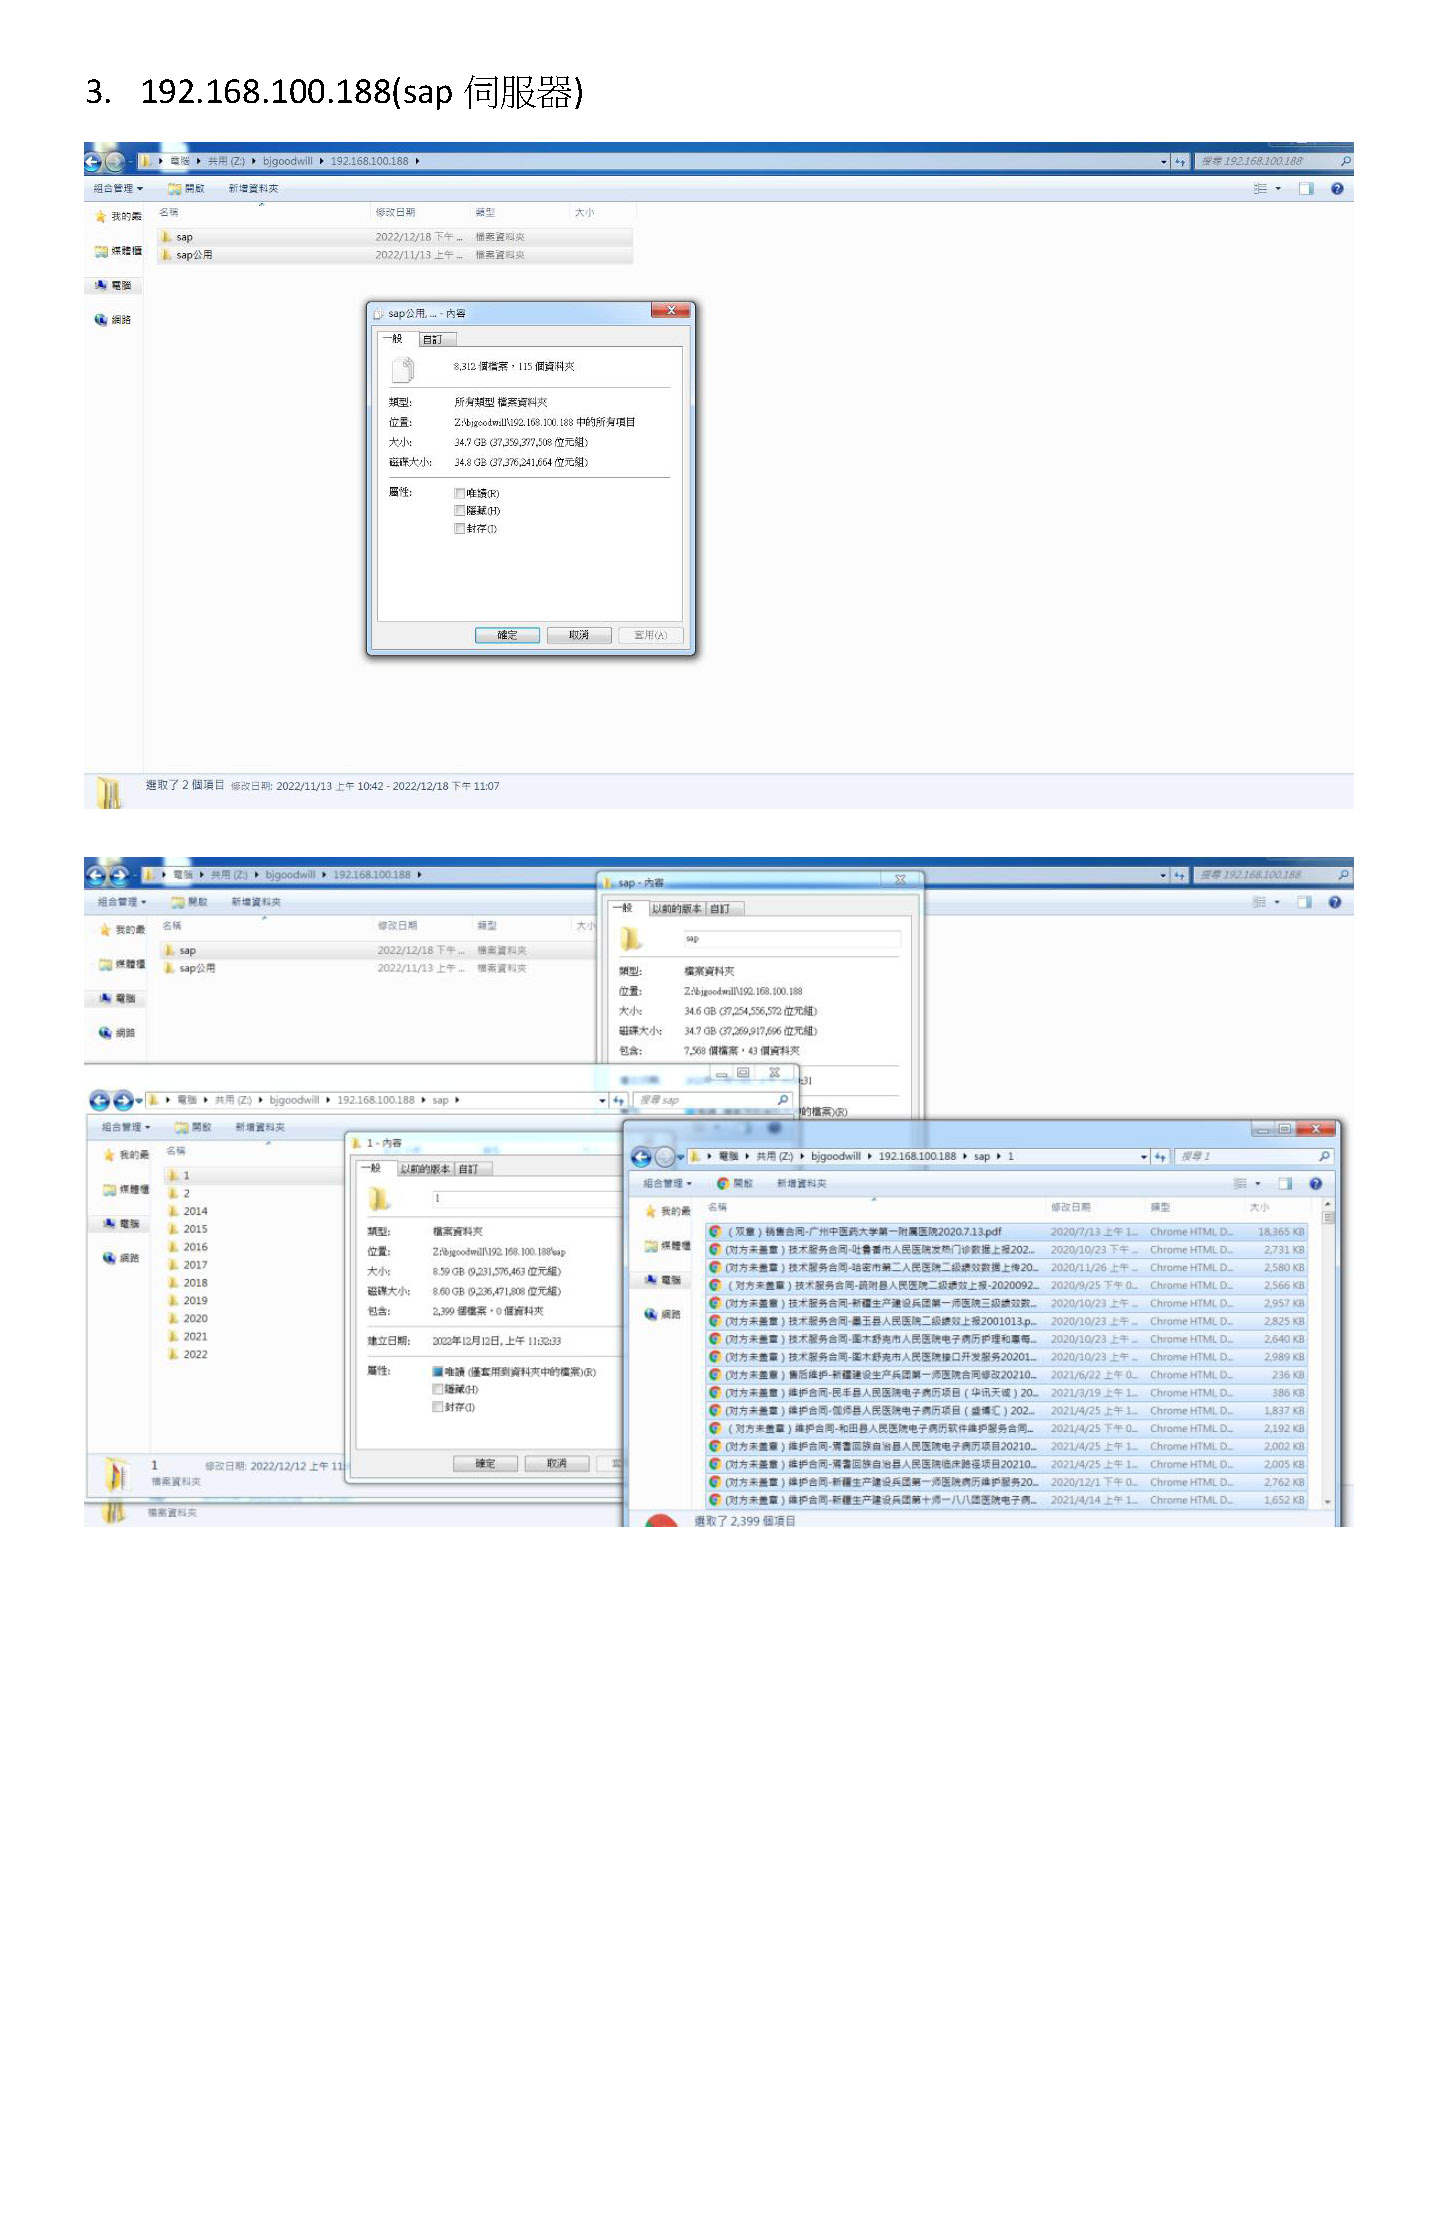 3. 192.168.100.188(sap 伺服器)
電腦 ▸ 共用 (Z:) ▸ bjgoodwill ▸ 192.168.100.188 ▸
搜尋 192.168.100.188
組合管理 ▾ 開啟 新增資料夾
我的最 名稱 修改日期 類型 大小
sap 2022/12/18 下午 ... 檔案資料夾
媒體櫃 sap公用 2022/11/13 上午 ... 檔案資料夾
電腦
網路
sap公用, ... - 內容
一般 自訂
8,312 個檔案，115 個資料夾
類型: 所有類型 檔案資料夾
位置: Z:\bjgoodwill\192.168.100.188 中的所有項目
大小: 34.7 GB (37,359,377,508 位元組)
磁碟大小: 34.8 GB (37,376,241,664 位元組)
屬性: 唯讀(R)
隱藏(H)
封存(I)
確定 取消 套用(A)
選取了 2 個項目 修改日期: 2022/11/13 上午 10:42 - 2022/12/18 下午 11:07
電腦 ▸ 共用 (Z:) ▸ bjgoodwill ▸ 192.168.100.188 ▸
搜尋 192.168.100.188
組合管理 ▾ 開啟 新增資料夾
我的最 名稱 修改日期 類型 大小
sap 2022/12/18 下午 ... 檔案資料夾
媒體櫃 sap公用 2022/11/13 上午 ... 檔案資料夾
電腦
網路
sap - 內容
一般 以前的版本 自訂
sap
類型: 檔案資料夾
位置: Z:\bjgoodwill\192.168.100.188
大小: 34.6 GB (37,254,556,572 位元組)
磁碟大小: 34.7 GB (37,269,917,696 位元組)
包含: 7,568 個檔案，43 個資料夾
:31
的檔案)(R)
電腦 ▸ 共用 (Z:) ▸ bjgoodwill ▸ 192.168.100.188 ▸ sap ▸
搜尋 sap
組合管理 ▾ 開啟 新增資料夾
我的最 名稱
媒體櫃
電腦
網路
1
2
2014
2015
2016
2017
2018
2019
2020
2021
2022
1 修改日期: 2022/12/12 上午 11:
檔案資料夾
檔案資料夾
1 - 內容
一般 以前的版本 自訂
1
類型: 檔案資料夾
位置: Z:\bjgoodwill\192.168.100.188\sap
大小: 8.59 GB (9,231,576,463 位元組)
磁碟大小: 8.60 GB (9,236,471,808 位元組)
包含: 2,399 個檔案，0 個資料夾
建立日期: 2022年12月12日, 上午 11:32:33
屬性: 唯讀 (僅套用到資料夾中的檔案)(R)
隱藏(H)
封存(I)
確定 取消
電腦 ▸ 共用 (Z:) ▸ bjgoodwill ▸ 192.168.100.188 ▸ sap ▸ 1
搜尋 1
組合管理 ▾ 開啟 新增資料夾
我的最 名稱 修改日期 類型 大小
媒體櫃
電腦
網路
（双章）销售合同-广州中医药大学第一附属医院2020.7.13.pdf 2020/7/13 上午 1... Chrome HTML D... 18,365 KB
(对方未盖章）技术服务合同-吐鲁番市人民医院发热门诊数据上报202... 2020/10/23 下午 ... Chrome HTML D... 2,731 KB
(对方未盖章）技术服务合同-哈密市第二人民医院二级绩效数据上传20... 2020/11/26 上午 ... Chrome HTML D... 2,580 KB
（对方未盖章）技术服务合同-疏附县人民医院二级绩效上报-2020092... 2020/9/25 下午 0... Chrome HTML D... 2,566 KB
(对方未盖章）技术服务合同-新疆生产建设兵团第一师医院三级绩效数... 2020/10/23 上午 ... Chrome HTML D... 2,957 KB
(对方未盖章）技术服务合同-墨玉县人民医院二级绩效上报2001013.p... 2020/10/23 上午 ... Chrome HTML D... 2,825 KB
(对方未盖章）技术服务合同-图木舒克市人民医院电子病历护理和惠每... 2020/10/23 上午 ... Chrome HTML D... 2,640 KB
(对方未盖章）技术服务合同-图木舒克市人民医院接口开发服务20201... 2020/10/23 上午 ... Chrome HTML D... 2,989 KB
(对方未盖章）售后维护-新疆建设生产兵团第一师医院合同修改20210... 2021/6/22 上午 0... Chrome HTML D... 236 KB
(对方未盖章）维护合同-民丰县人民医院电子病历项目（华讯天诚）20... 2021/3/19 上午 1... Chrome HTML D... 386 KB
(对方未盖章）维护合同-伽师县人民医院电子病历项目（盛博汇）202... 2021/4/25 上午 1... Chrome HTML D... 1,837 KB
（对方未盖章）维护合同-和田县人民医院电子病历软件维护服务合同... 2021/4/25 下午 0... Chrome HTML D... 2,192 KB
(对方未盖章）维护合同-焉耆回族自治县人民医院电子病历项目20210... 2021/4/25 上午 1... Chrome HTML D... 2,002 KB
(对方未盖章）维护合同-焉耆回族自治县人民医院临床路径项目20210... 2021/4/25 上午 1... Chrome HTML D... 2,005 KB
(对方未盖章）维护合同-新疆生产建设兵团第一师医院病历维护服务20... 2020/12/1 下午 0... Chrome HTML D... 2,762 KB
(对方未盖章）维护合同-新疆生产建设兵团第十师一八八团医院电子病... 2021/4/14 上午 1... Chrome HTML D... 1,652 KB
選取了 2,399 個項目